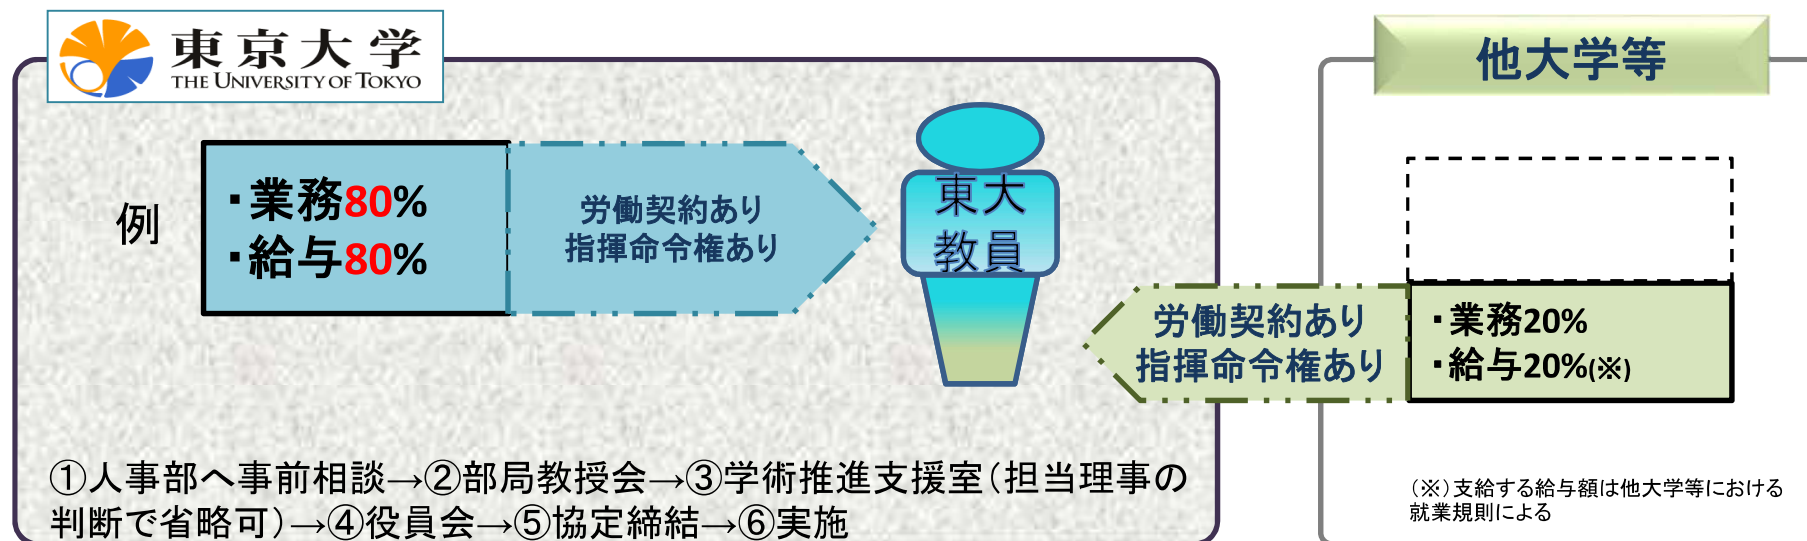 東京大学
THE UNIVERSITY OF TOKYO
他大学等
例
・業務80%
・給与80%
労働契約あり
指揮命令権あり
東大
教員
労働契約あり
指揮命令権あり
・業務20%
・給与20%(※)
①人事部へ事前相談→②部局教授会→③学術推進支援室(担当理事の
判断で省略可)→④役員会→⑤協定締結→⑥実施
(※)支給する給与額は他大学等における
就業規則による